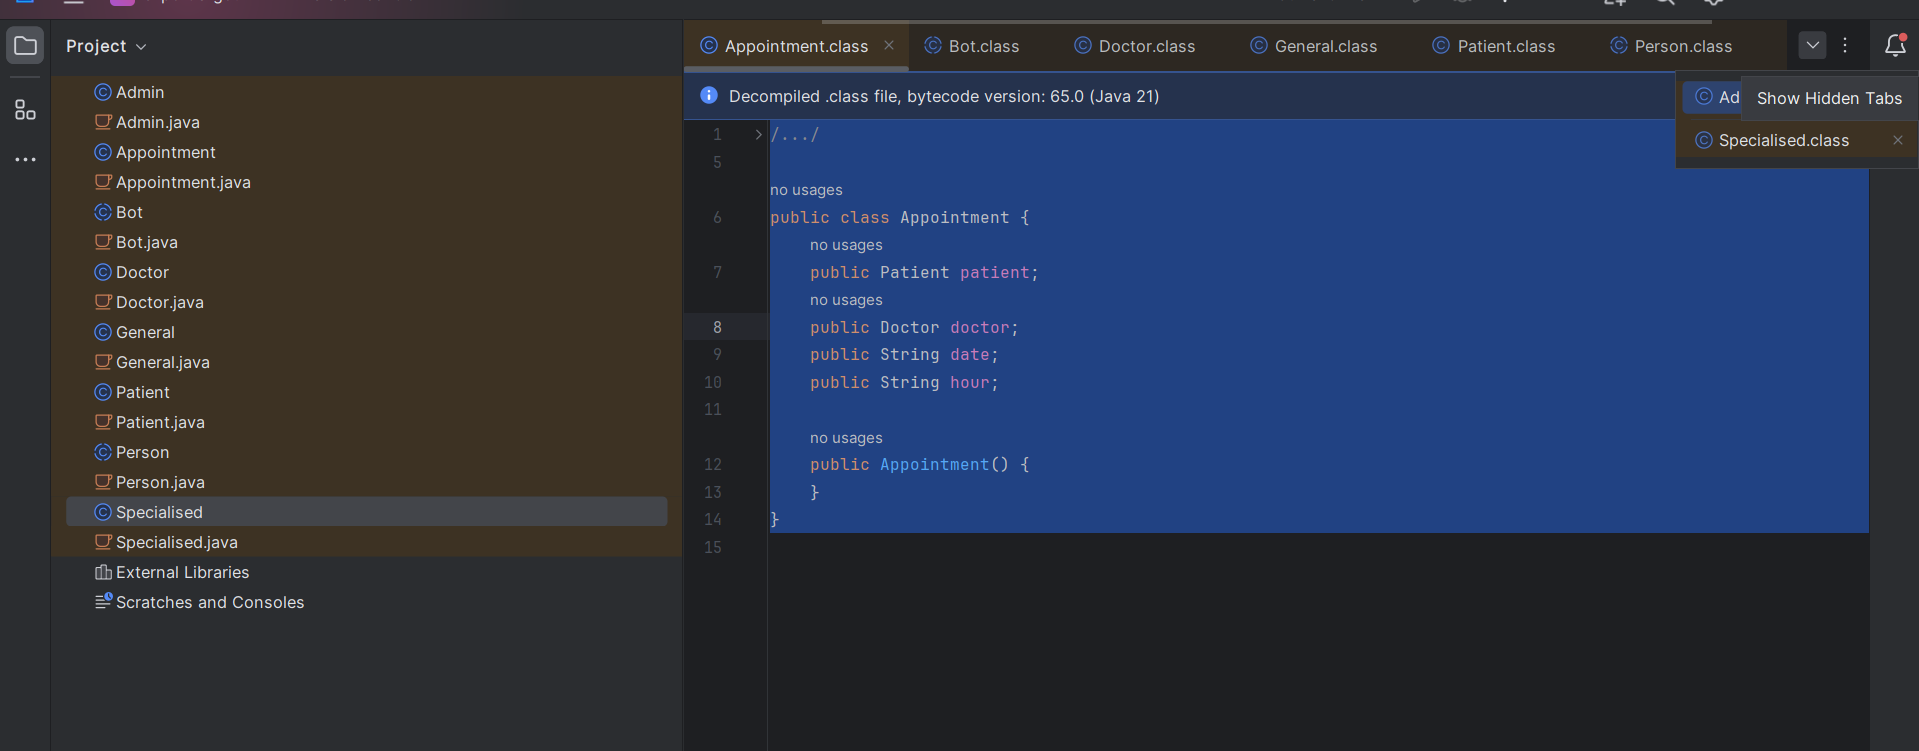 Project
Admin
Admin.java
Appointment
Appointment.java
Bot
Bot.java
Doctor
Doctor.java
General
General.java
Patient
Patient.java
Person
Person.java
Specialised
Specialised.java
External Libraries
Scratches and Consoles
Appointment.class Bot.class Doctor.class General.class Patient.class Person.class
Decompiled .class file, bytecode version: 65.0 (Java 21)
Ad
Show Hidden Tabs
Specialised.class
1 /.../
5
no usages
6 public class Appointment {
no usages
7 public Patient patient;
no usages
8 public Doctor doctor;
9 public String date;
10 public String hour;
11
no usages
12 public Appointment() {
13 }
14 }
15